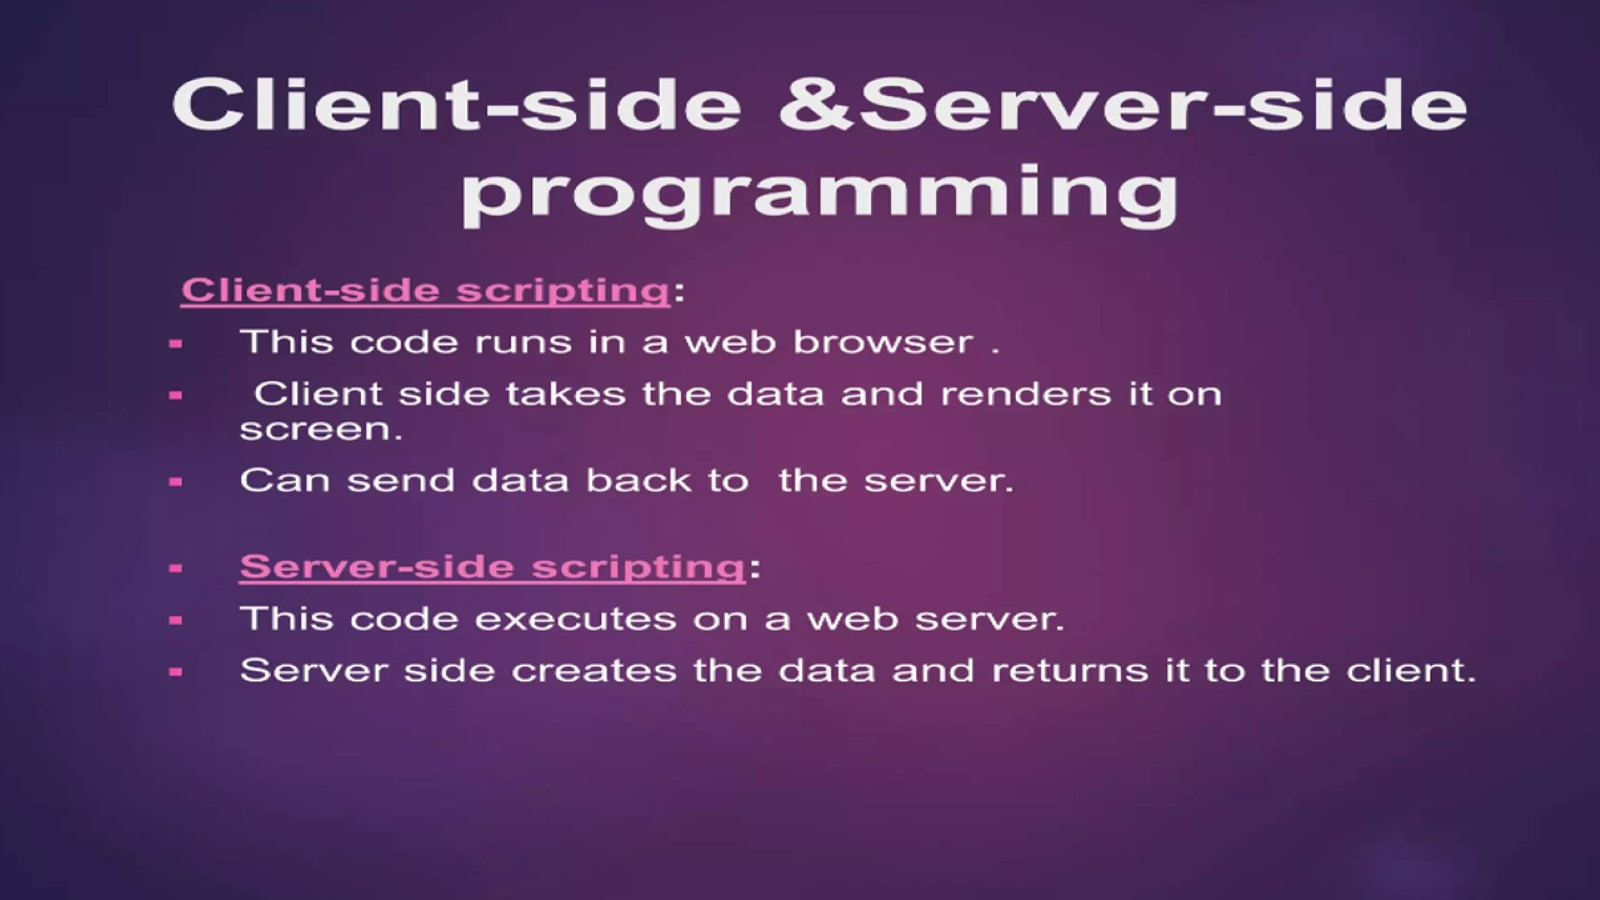 Client-side &Server-side
programming
Client-side scripting:
▪ This code runs in a web browser .
▪ Client side takes the data and renders it on
screen.
▪ Can send data back to the server.
▪ Server-side scripting:
▪ This code executes on a web server.
▪ Server side creates the data and returns it to the client.